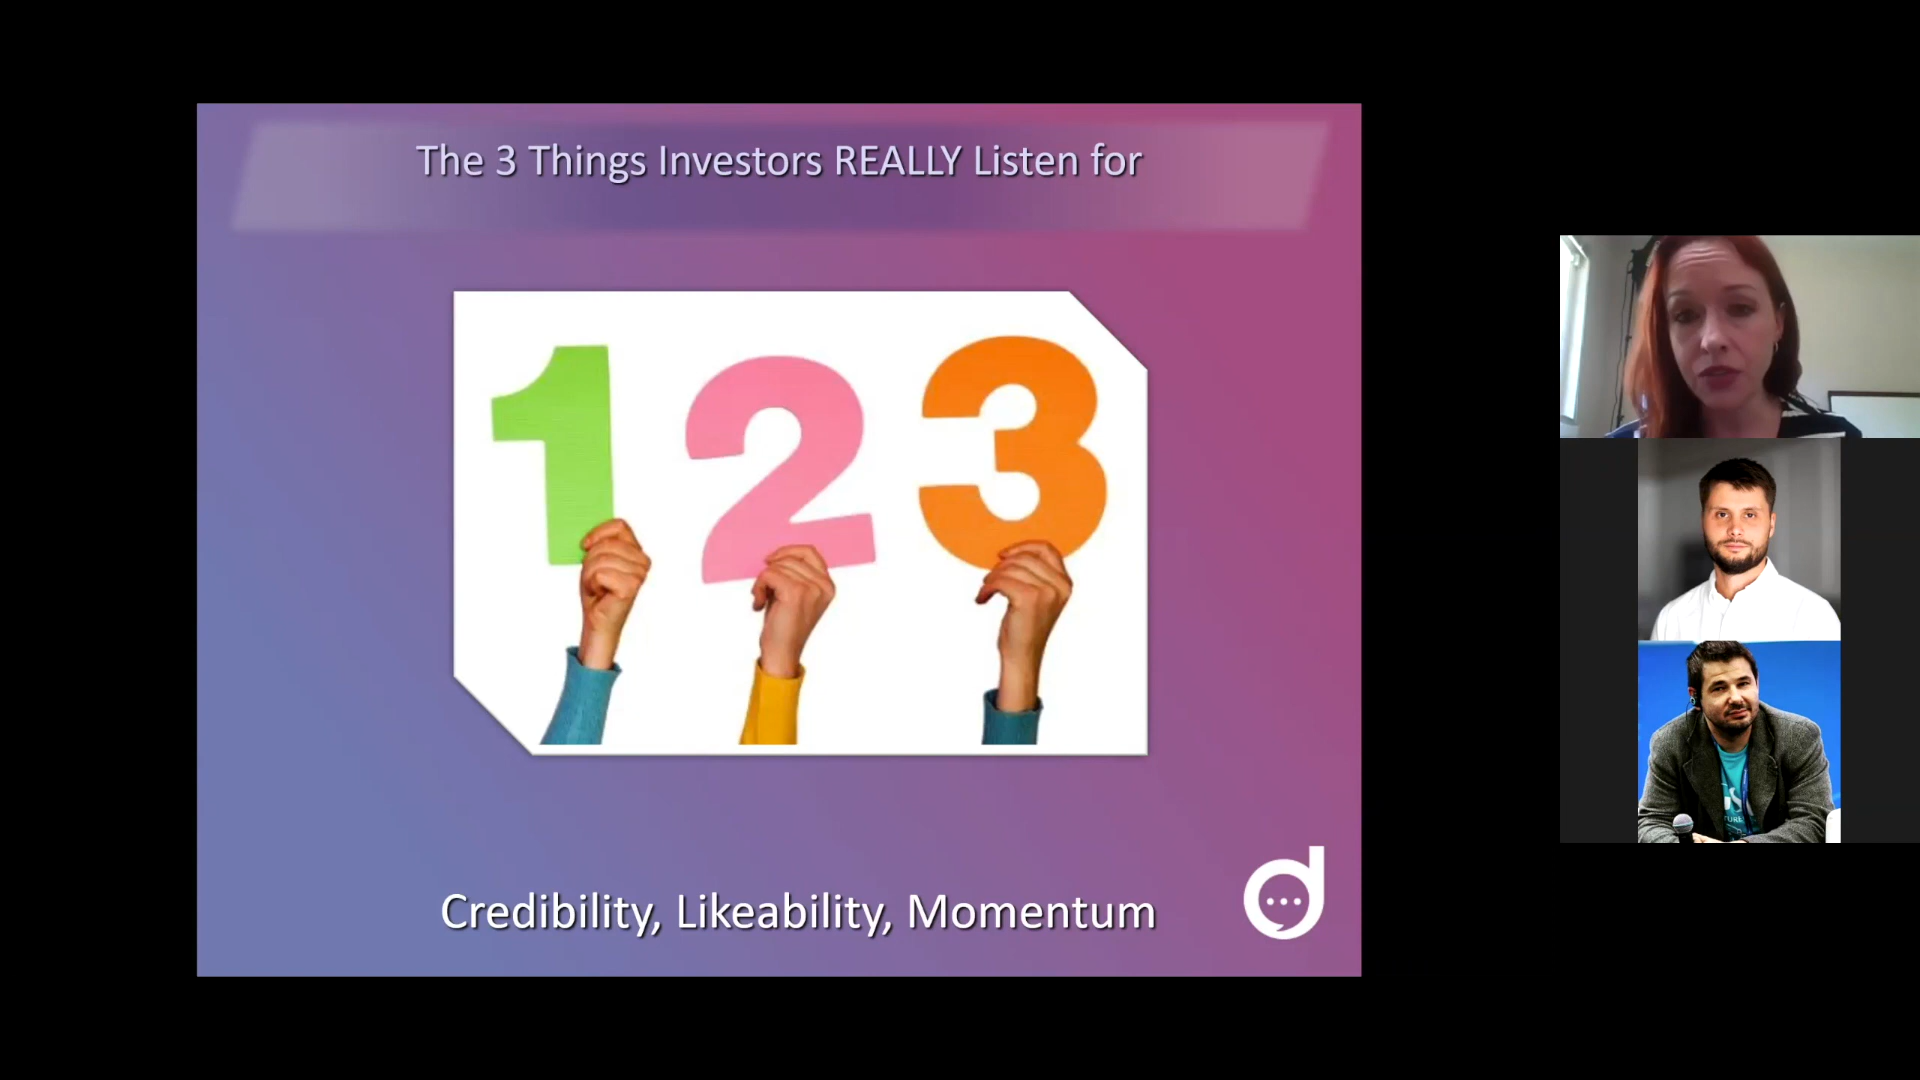 The 3 Things Investors REALLY Listen for
1 2 3
Credibility, Likeability, Momentum